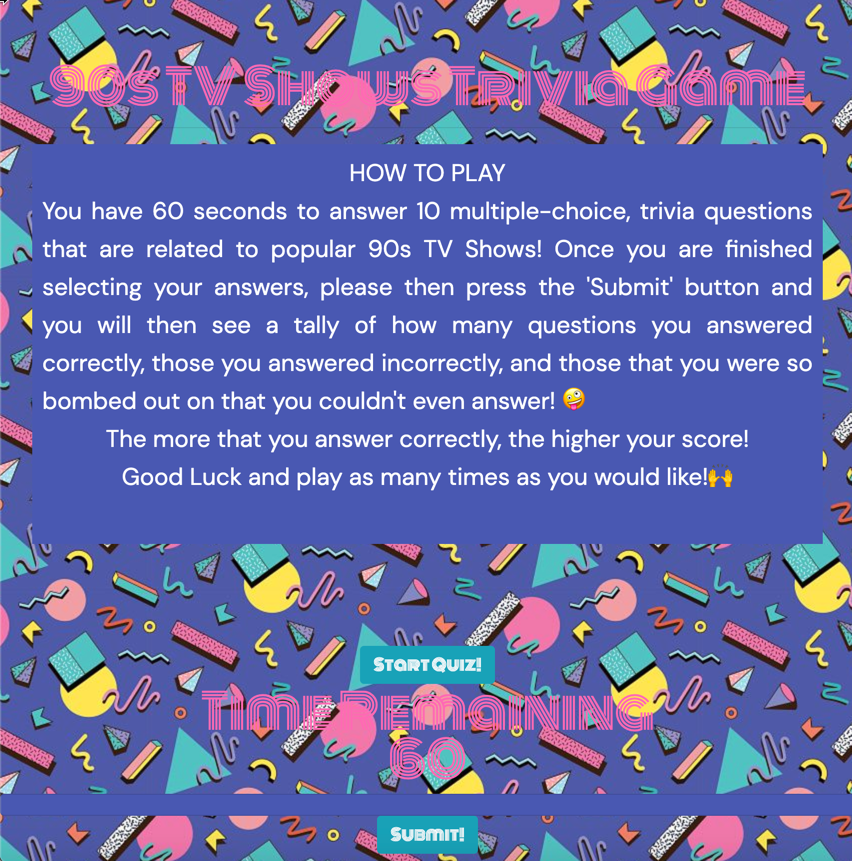 90s TV Shows Trivia Game
HOW TO PLAY
You have 60 seconds to answer 10 multiple-choice, trivia questions
that are related to popular 90s TV Shows! Once you are finished
selecting your answers, please then press the 'Submit' button and
you will then see a tally of how many questions you answered
correctly, those you answered incorrectly, and those that you were so
bombed out on that you couldn't even answer! 🤪
The more that you answer correctly, the higher your score!
Good Luck and play as many times as you would like!🙌
Start Quiz!
Time Remaining
60
Submit!